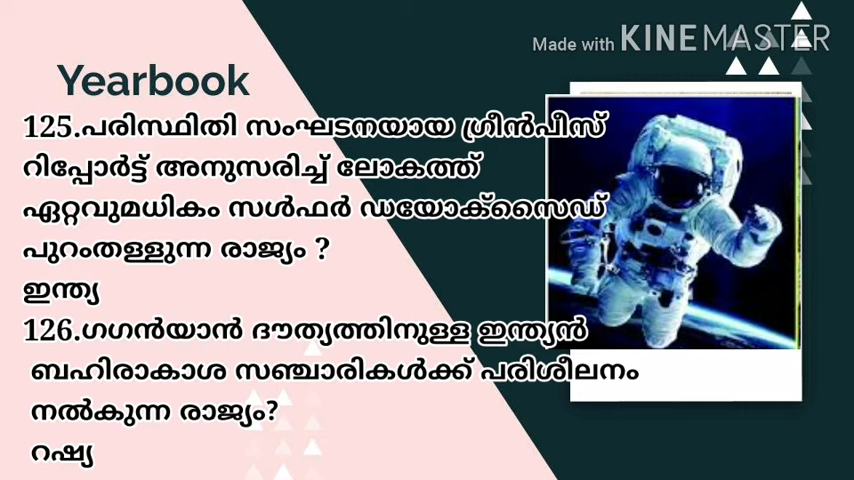 Made with KINEMASTER
Yearbook
125.പരിസ്ഥിതി സംഘടനയായ ഗ്രീൻപീസ്
റിപ്പോർട്ട് അനുസരിച്ച് ലോകത്ത്
ഏറ്റവുമധികം സൾഫർ ഡയോക്സൈഡ്
പുറംതള്ളുന്ന രാജ്യം ?
ഇന്ത്യ
126.ഗഗൻയാൻ ദൗത്യത്തിനുള്ള ഇന്ത്യൻ
ബഹിരാകാശ സഞ്ചാരികൾക്ക് പരിശീലനം
നൽകുന്ന രാജ്യം?
റഷ്യ